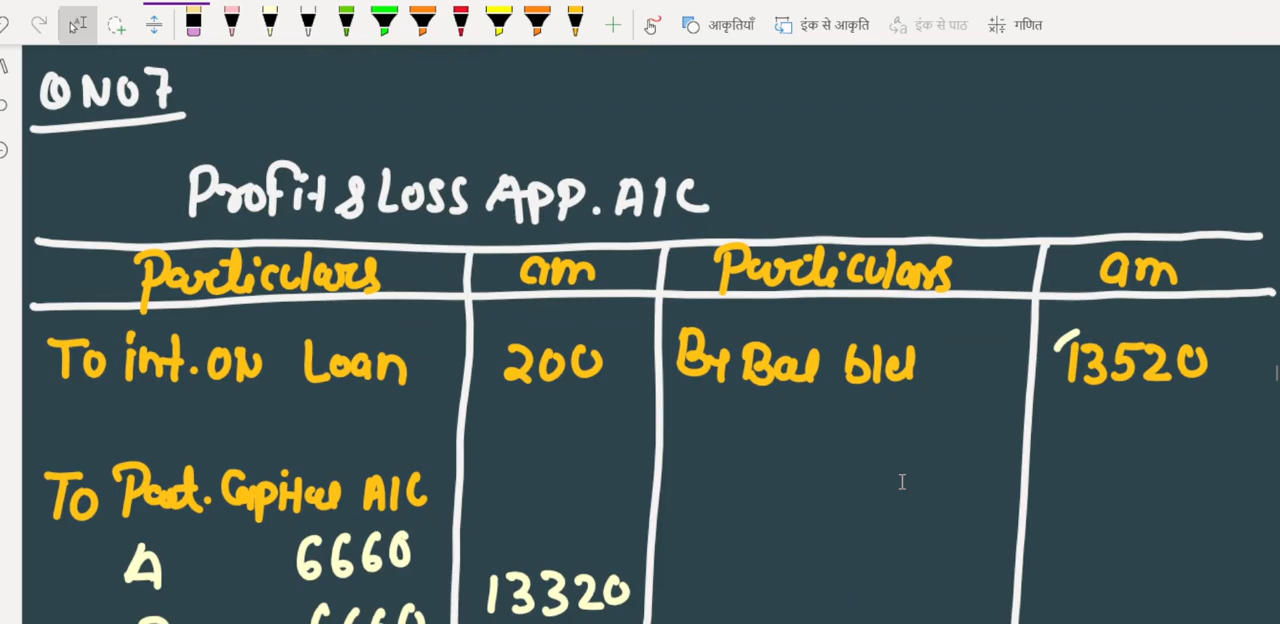 आकृतियाँ इंक से आकृति इंक से पाठ गणित
QNO7
Profit & Loss App. A/C
Particulars am Particulars am
To int. ON Loan 200 By Bal b/d 13520
To Part. Capital A/C
A 6660
13320
6660